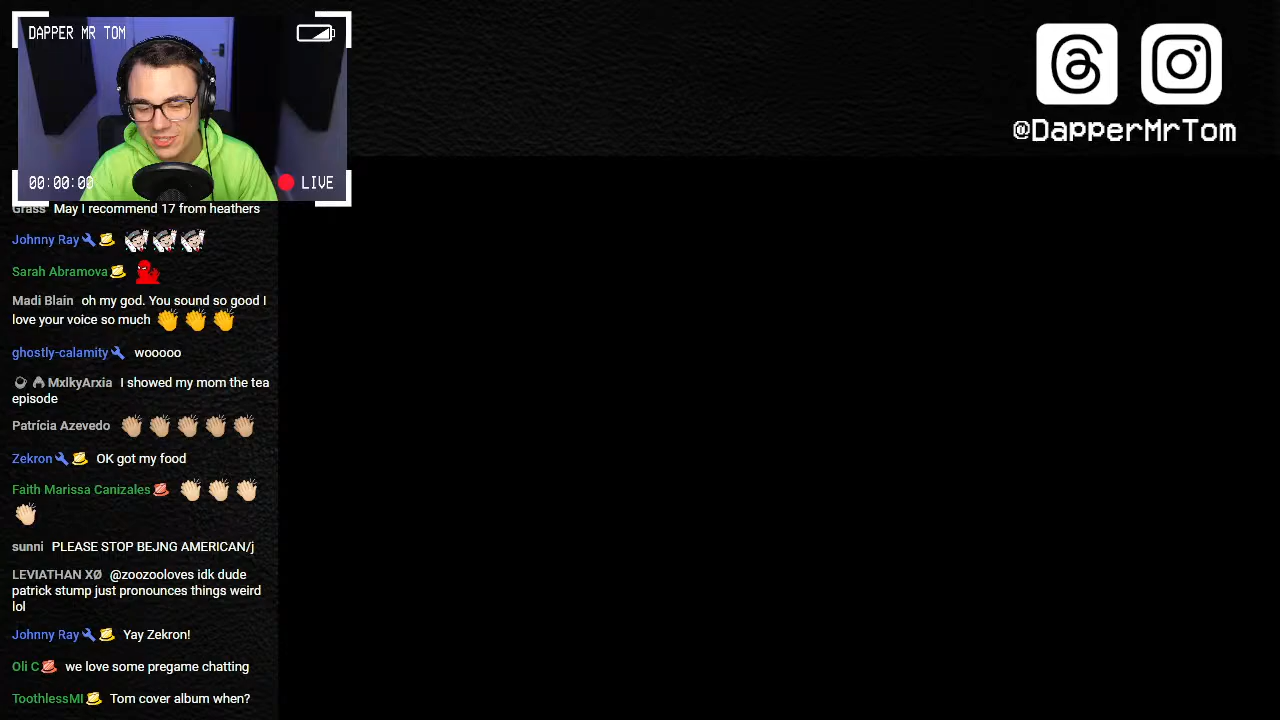 DAPPER MR TOM
00:00:00
LIVE
@DapperMrTom
Grass May I recommend 17 from heathers
Johnny Ray
Sarah Abramova
Madi Blain oh my god. You sound so good I
love your voice so much
ghostly-calamity wooooo
MxlkyArxia I showed my mom the tea
episode
Patrícia Azevedo
Zekron OK got my food
Faith Marissa Canizales
sunni PLEASE STOP BEJNG AMERICAN/j
LEVIATHAN XØ @zoozooloves idk dude
patrick stump just pronounces things weird
lol
Johnny Ray Yay Zekron!
Oli C we love some pregame chatting
ToothlessMI Tom cover album when?